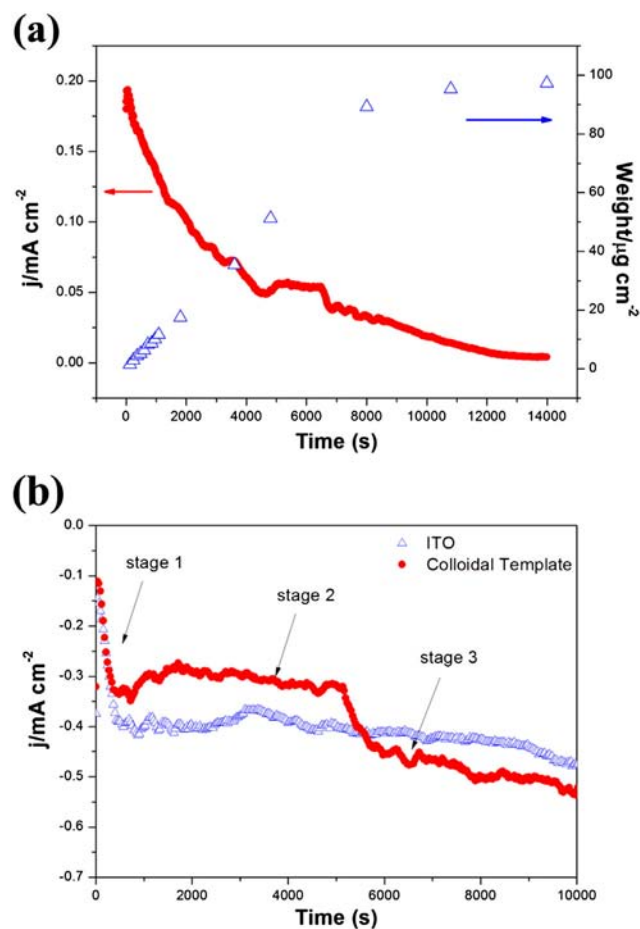 (a)
0.20
0.15
0.10
0.05
0.00
j/mA cm-2
100
80
60
40
20
0
Weight/μg cm-2
0 2000 4000 6000 8000 10000 12000 14000
Time (s)
(b)
0.0
-0.1
-0.2
-0.3
-0.4
-0.5
-0.6
-0.7
j/mA cm-2
ITO
Colloidal Template
stage 1
stage 2
stage 3
0 2000 4000 6000 8000 10000
Time (s)